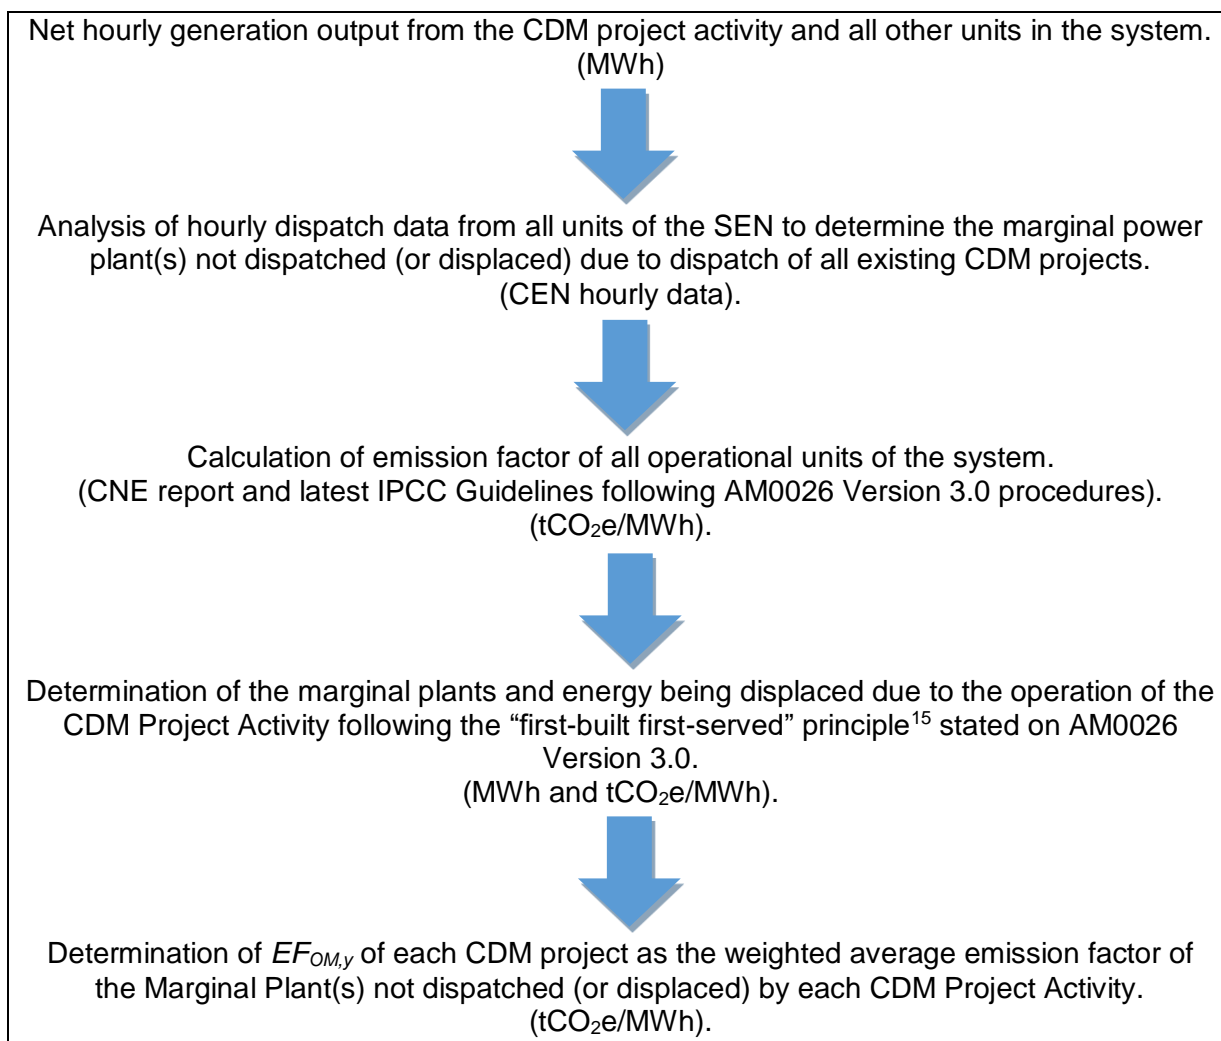 Net hourly generation output from the CDM project activity and all other units in the system.
(MWh)
Analysis of hourly dispatch data from all units of the SEN to determine the marginal power
plant(s) not dispatched (or displaced) due to dispatch of all existing CDM projects.
(CEN hourly data).
Calculation of emission factor of all operational units of the system.
(CNE report and latest IPCC Guidelines following AM0026 Version 3.0 procedures).
(tCO₂e/MWh).
Determination of the marginal plants and energy being displaced due to the operation of the
CDM Project Activity following the “first-built first-served” principle¹⁵ stated on AM0026
Version 3.0.
(MWh and tCO₂e/MWh).
Determination of EF_OM,y of each CDM project as the weighted average emission factor of
the Marginal Plant(s) not dispatched (or displaced) by each CDM Project Activity.
(tCO₂e/MWh).